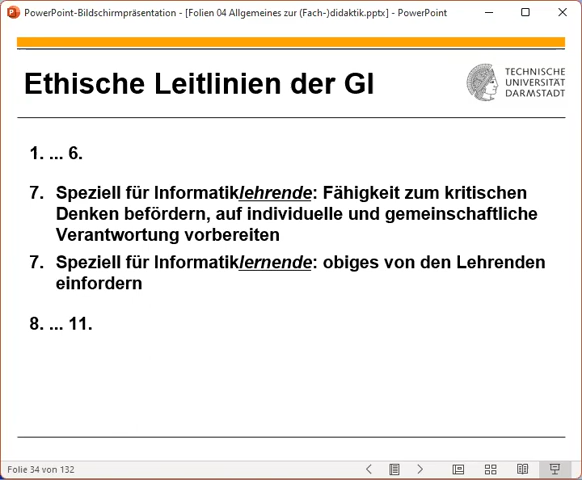 PowerPoint-Bildschirmpräsentation - [Folien 04 Allgemeines zur (Fach-)didaktik.pptx] - PowerPoint
Ethische Leitlinien der GI
TECHNISCHE
UNIVERSITÄT
DARMSTADT
1. ... 6.
7. Speziell für Informatiklehrende: Fähigkeit zum kritischen
Denken befördern, auf individuelle und gemeinschaftliche
Verantwortung vorbereiten
7. Speziell für Informatiklernende: obiges von den Lehrenden
einfordern
8. ... 11.
Folie 34 von 132